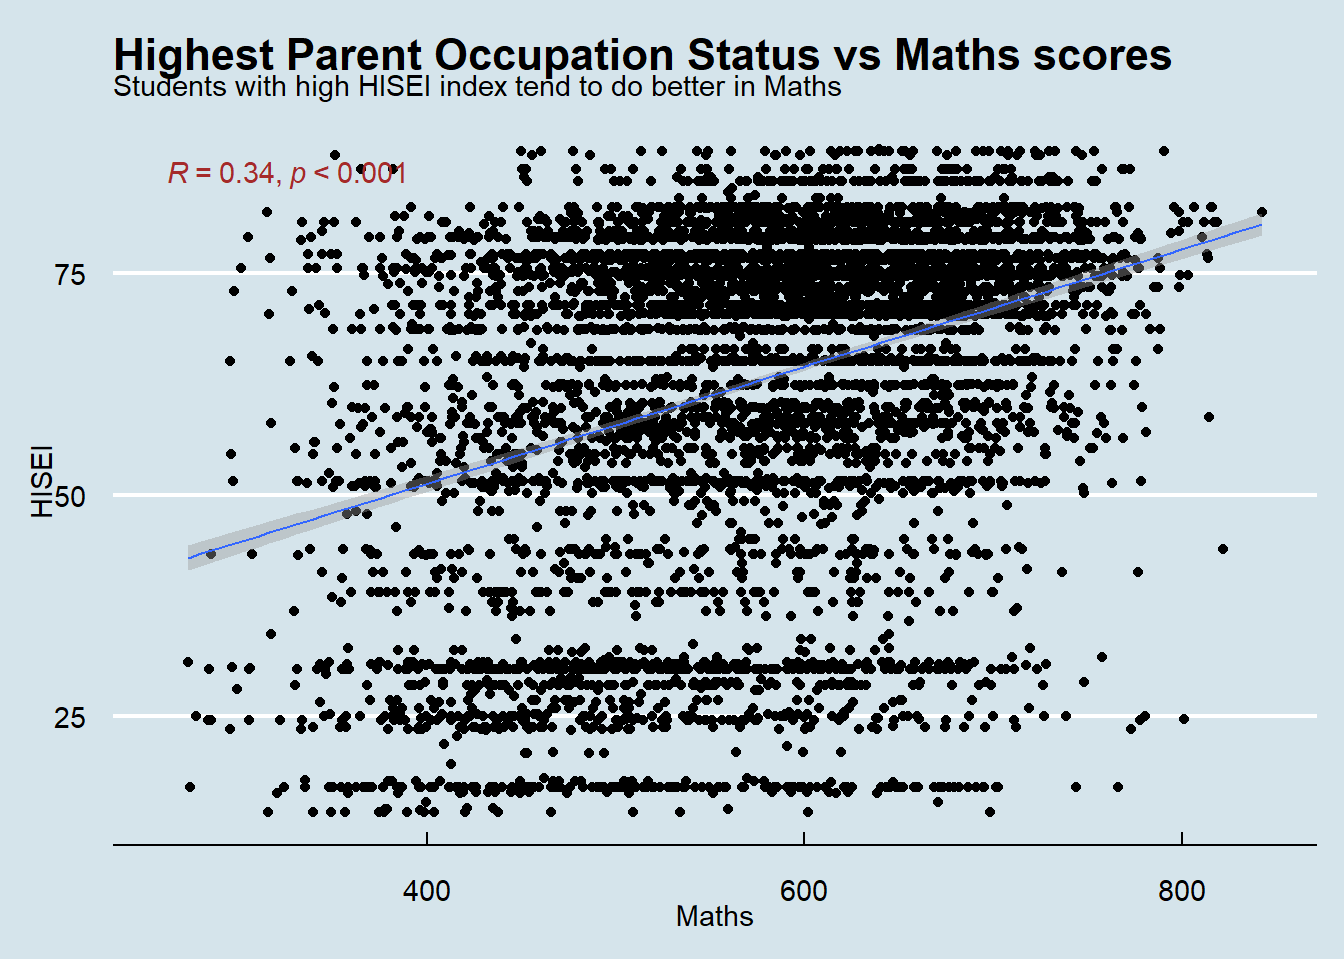 Highest Parent Occupation Status vs Maths scores
Students with high HISEI index tend to do better in Maths
R = 0.34, p < 0.001
75
50
25
HISEI
400 600 800
Maths